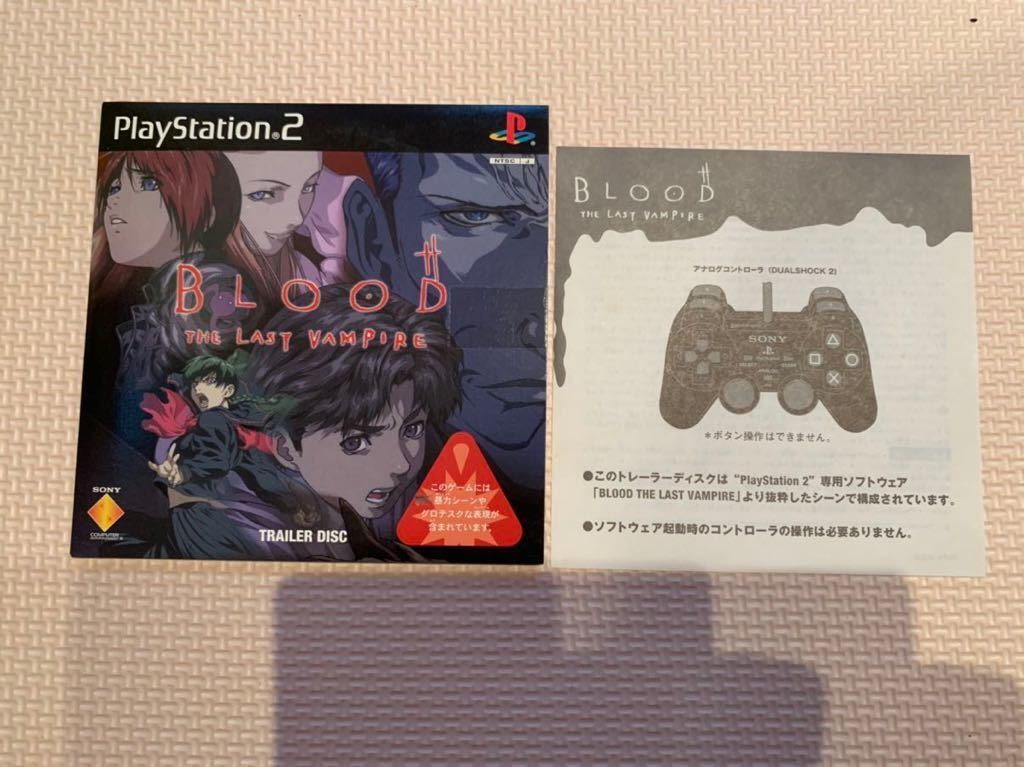 PlayStation®2
NTSC J
BLOOD
THE LAST VAMPIRE
このゲームには
暴力シーンや
グロテスクな表現が
含まれています。
SONY
COMPUTER
ENTERTAINMENT
TRAILER DISC
BLOOD
THE LAST VAMPIRE
アナログコントローラ (DUALSHOCK 2)
SONY
SELECT
*ボタン操作はできません。
●このトレーラーディスクは "PlayStation 2" 専用ソフトウェア
「BLOOD THE LAST VAMPIRE」より抜粋したシーンで構成されています。
●ソフトウェア起動時のコントローラの操作は必要ありません。